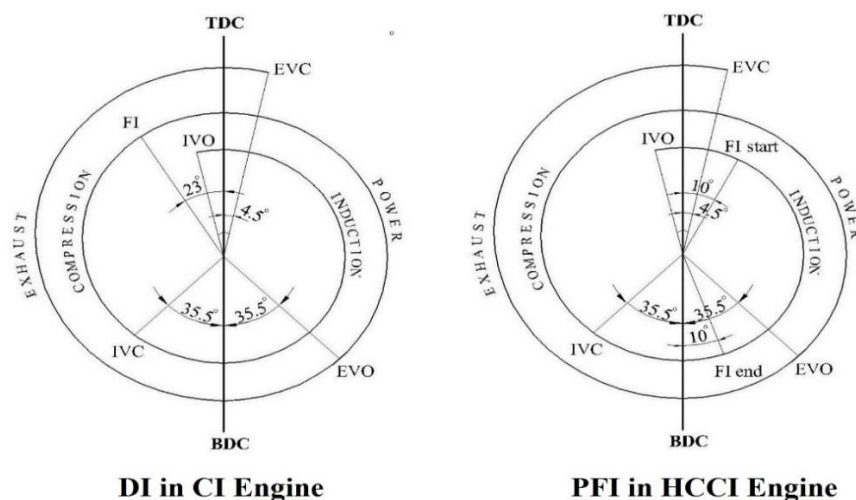 TDC
EVC
FI
IVO
23°
4.5°
EXHAUST
COMPRESSION
INDUCTION
POWER
35.5°
35.5°
IVC
EVO
BDC
DI in CI Engine
TDC
EVC
IVO
FI start
10°
4.5°
EXHAUST
COMPRESSION
INDUCTION
POWER
35.5°
35.5°
10°
IVC
FI end
EVO
BDC
PFI in HCCI Engine